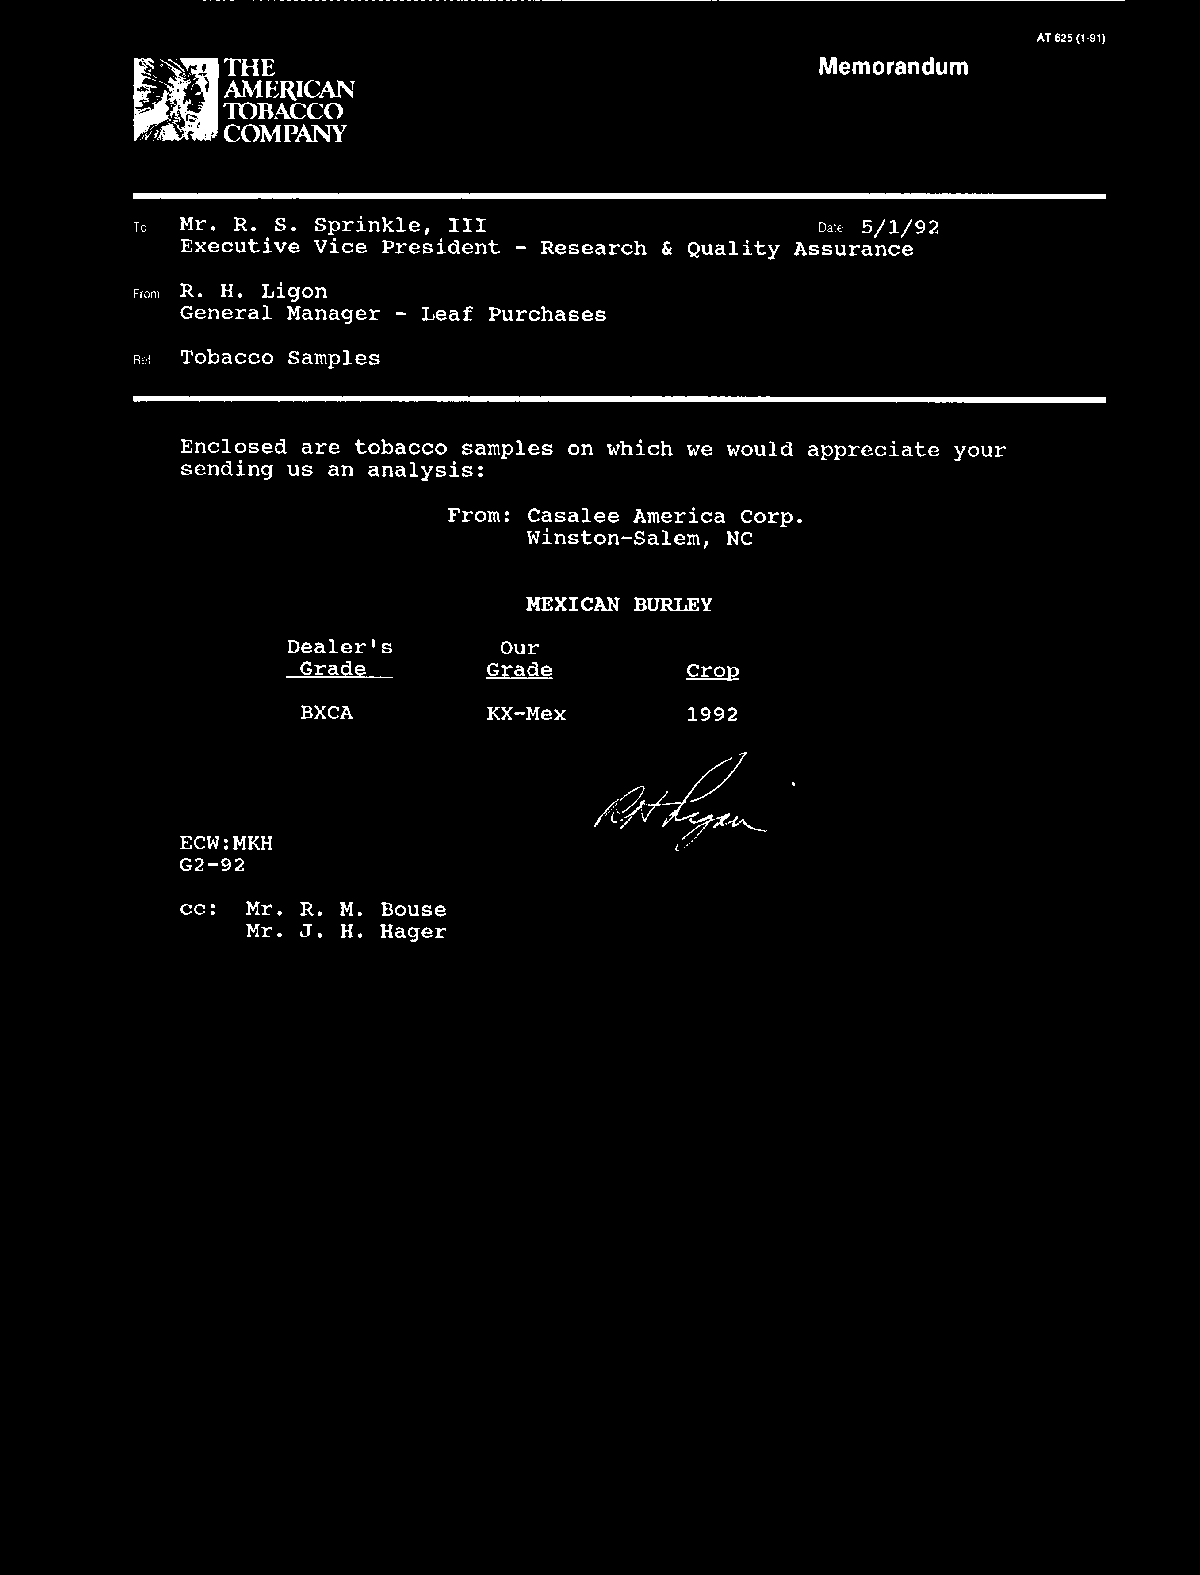 AT 625 (1-91)
THE
AMERICAN
TOBACCO
COMPANY
Memorandum
To Mr. R. S. Sprinkle, III Date 5/1/92
Executive Vice President - Research & Quality Assurance
From R. H. Ligon
General Manager - Leaf Purchases
Ref Tobacco Samples
Enclosed are tobacco samples on which we would appreciate your
sending us an analysis:
From: Casalee America Corp.
Winston-Salem, NC
MEXICAN BURLEY
Dealer's Our
Grade Grade Crop
BXCA KX-Mex 1992
RH Ligon
ECW:MKH
G2-92
cc: Mr. R. M. Bouse
Mr. J. H. Hager